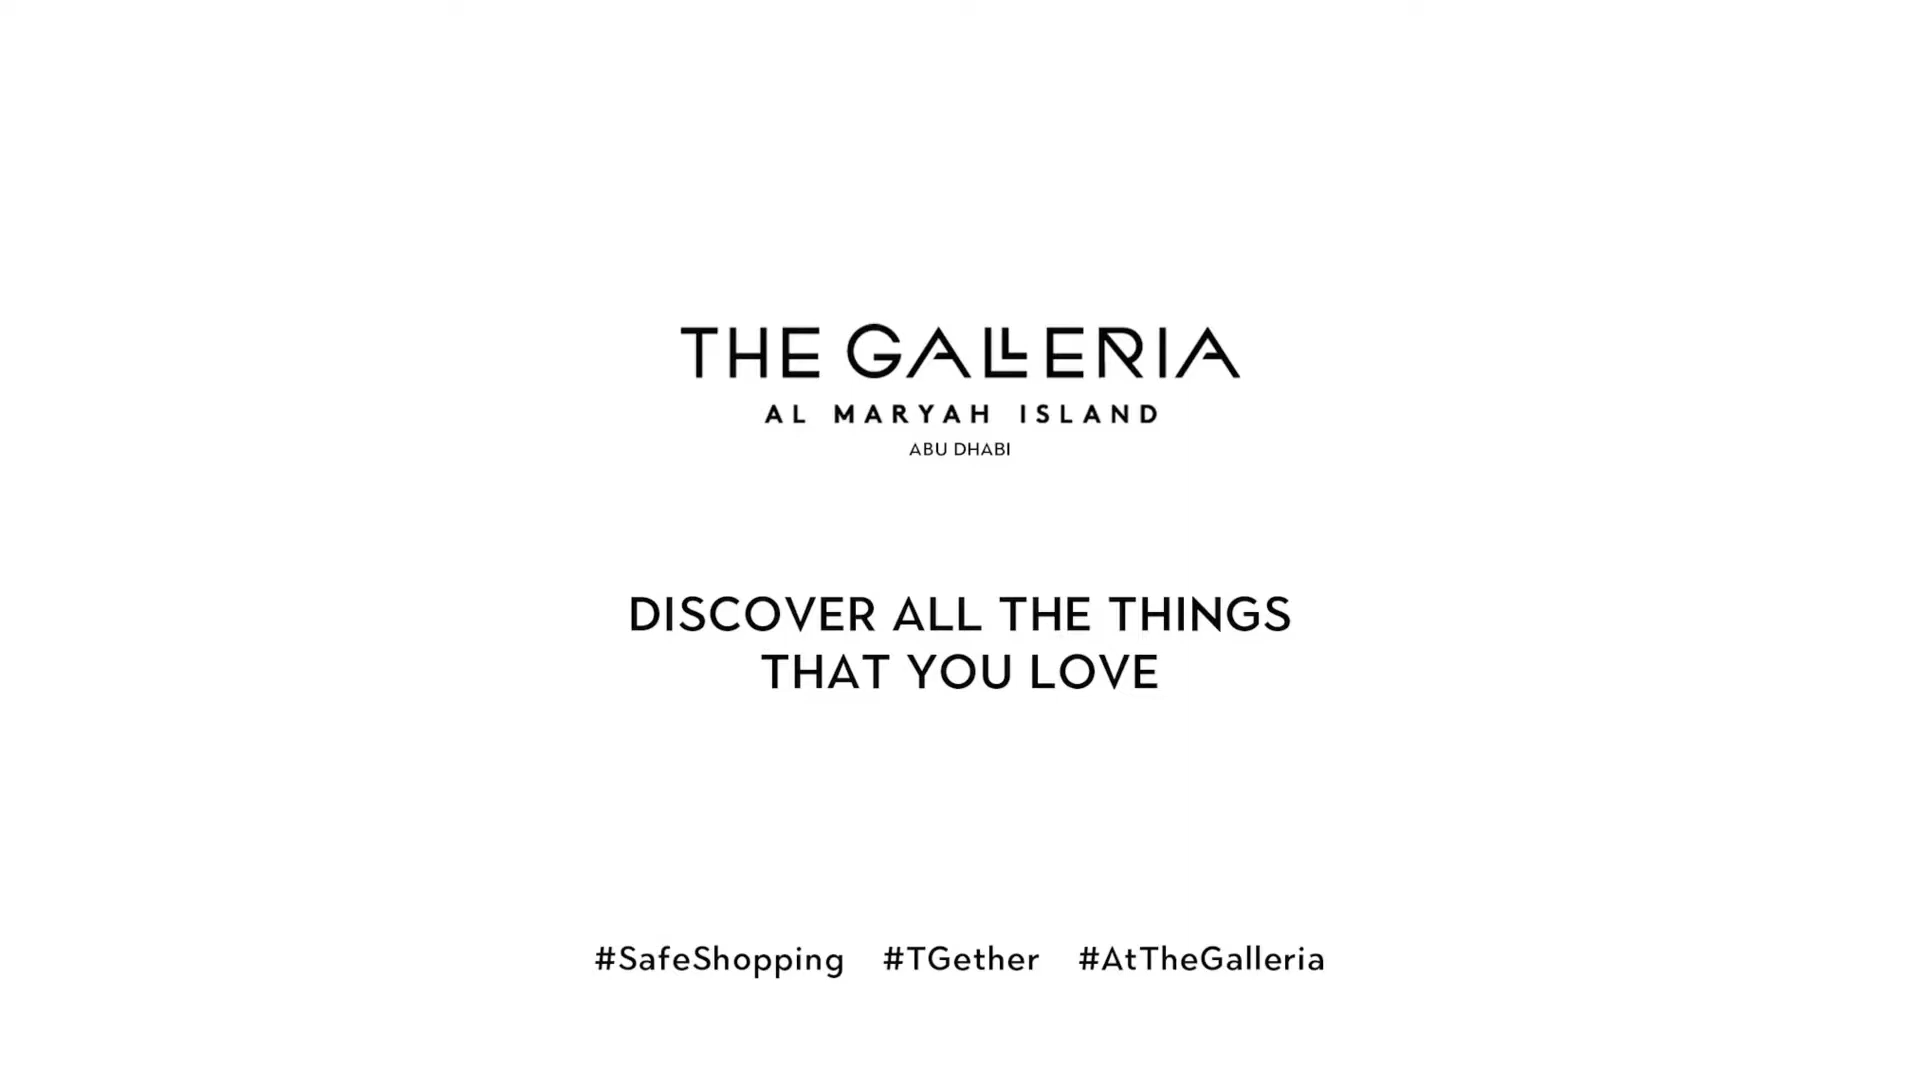 THE GALLERIA
AL MARYAH ISLAND
ABU DHABI
DISCOVER ALL THE THINGS
THAT YOU LOVE
#SafeShopping #TGether #AtTheGalleria